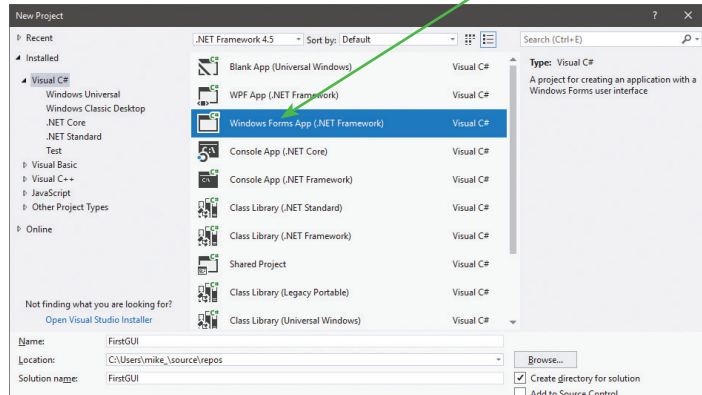 New Project
? ×
Recent
.NET Framework 4.5 Sort by: Default
Search (Ctrl+E)
Installed
Visual C#
Windows Universal
Windows Classic Desktop
.NET Core
.NET Standard
Test
Visual Basic
Visual C++
JavaScript
Other Project Types
Online
Not finding what you are looking for?
Open Visual Studio Installer
Blank App (Universal Windows) Visual C#
WPF App (.NET Framework) Visual C#
Windows Forms App (.NET Framework) Visual C#
Console App (.NET Core) Visual C#
Console App (.NET Framework) Visual C#
Class Library (.NET Standard) Visual C#
Class Library (.NET Framework) Visual C#
Shared Project Visual C#
Class Library (Legacy Portable) Visual C#
Class Library (Universal Windows) Visual C#
Type: Visual C#
A project for creating an application with a
Windows Forms user interface
Name: FirstGUI
Location: C:\Users\mike_\source\repos
Browse...
Solution name: FirstGUI
Create directory for solution
Add to Source Control